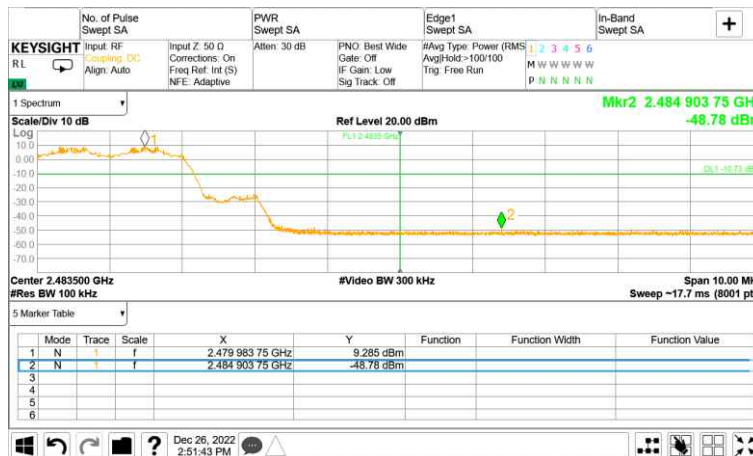 No. of Pulse
Swept SA
PWR
Swept SA
Edge1
Swept SA
In-Band
Swept SA
+
KEYSIGHT
RL
Input: RF
Coupling: DC
Align: Auto
Input Z: 50 Ω
Corrections: On
Freq Ref: Int (S)
NFE: Adaptive
Atten: 30 dB
PNO: Best Wide
Gate: Off
IF Gain: Low
Sig Track: Off
#Avg Type: Power (RMS
Avg|Hold:>100/100
Trig: Free Run
1 2 3 4 5 6
M W W W W W
P N N N N N
1 Spectrum
Mkr2 2.484 903 75 GH
Scale/Div 10 dB
Ref Level 20.00 dBm
-48.78 dB
Log
FL1 2.4835 GHz
10.0
0.00
-10.0
DL1 -10.73 dB
-20.0
-30.0
-40.0
-50.0
-60.0
-70.0
1
2
Center 2.483500 GHz
#Video BW 300 kHz
Span 10.00 M
#Res BW 100 kHz
Sweep ~17.7 ms (8001 pt
5 Marker Table
Mode Trace Scale X Y Function Function Width Function Value
1 N 1 f 2.479 983 75 GHz 9.285 dBm
2 N 1 f 2.484 903 75 GHz -48.78 dBm
3
4
5
6
?
Dec 26, 2022
2:51:43 PM